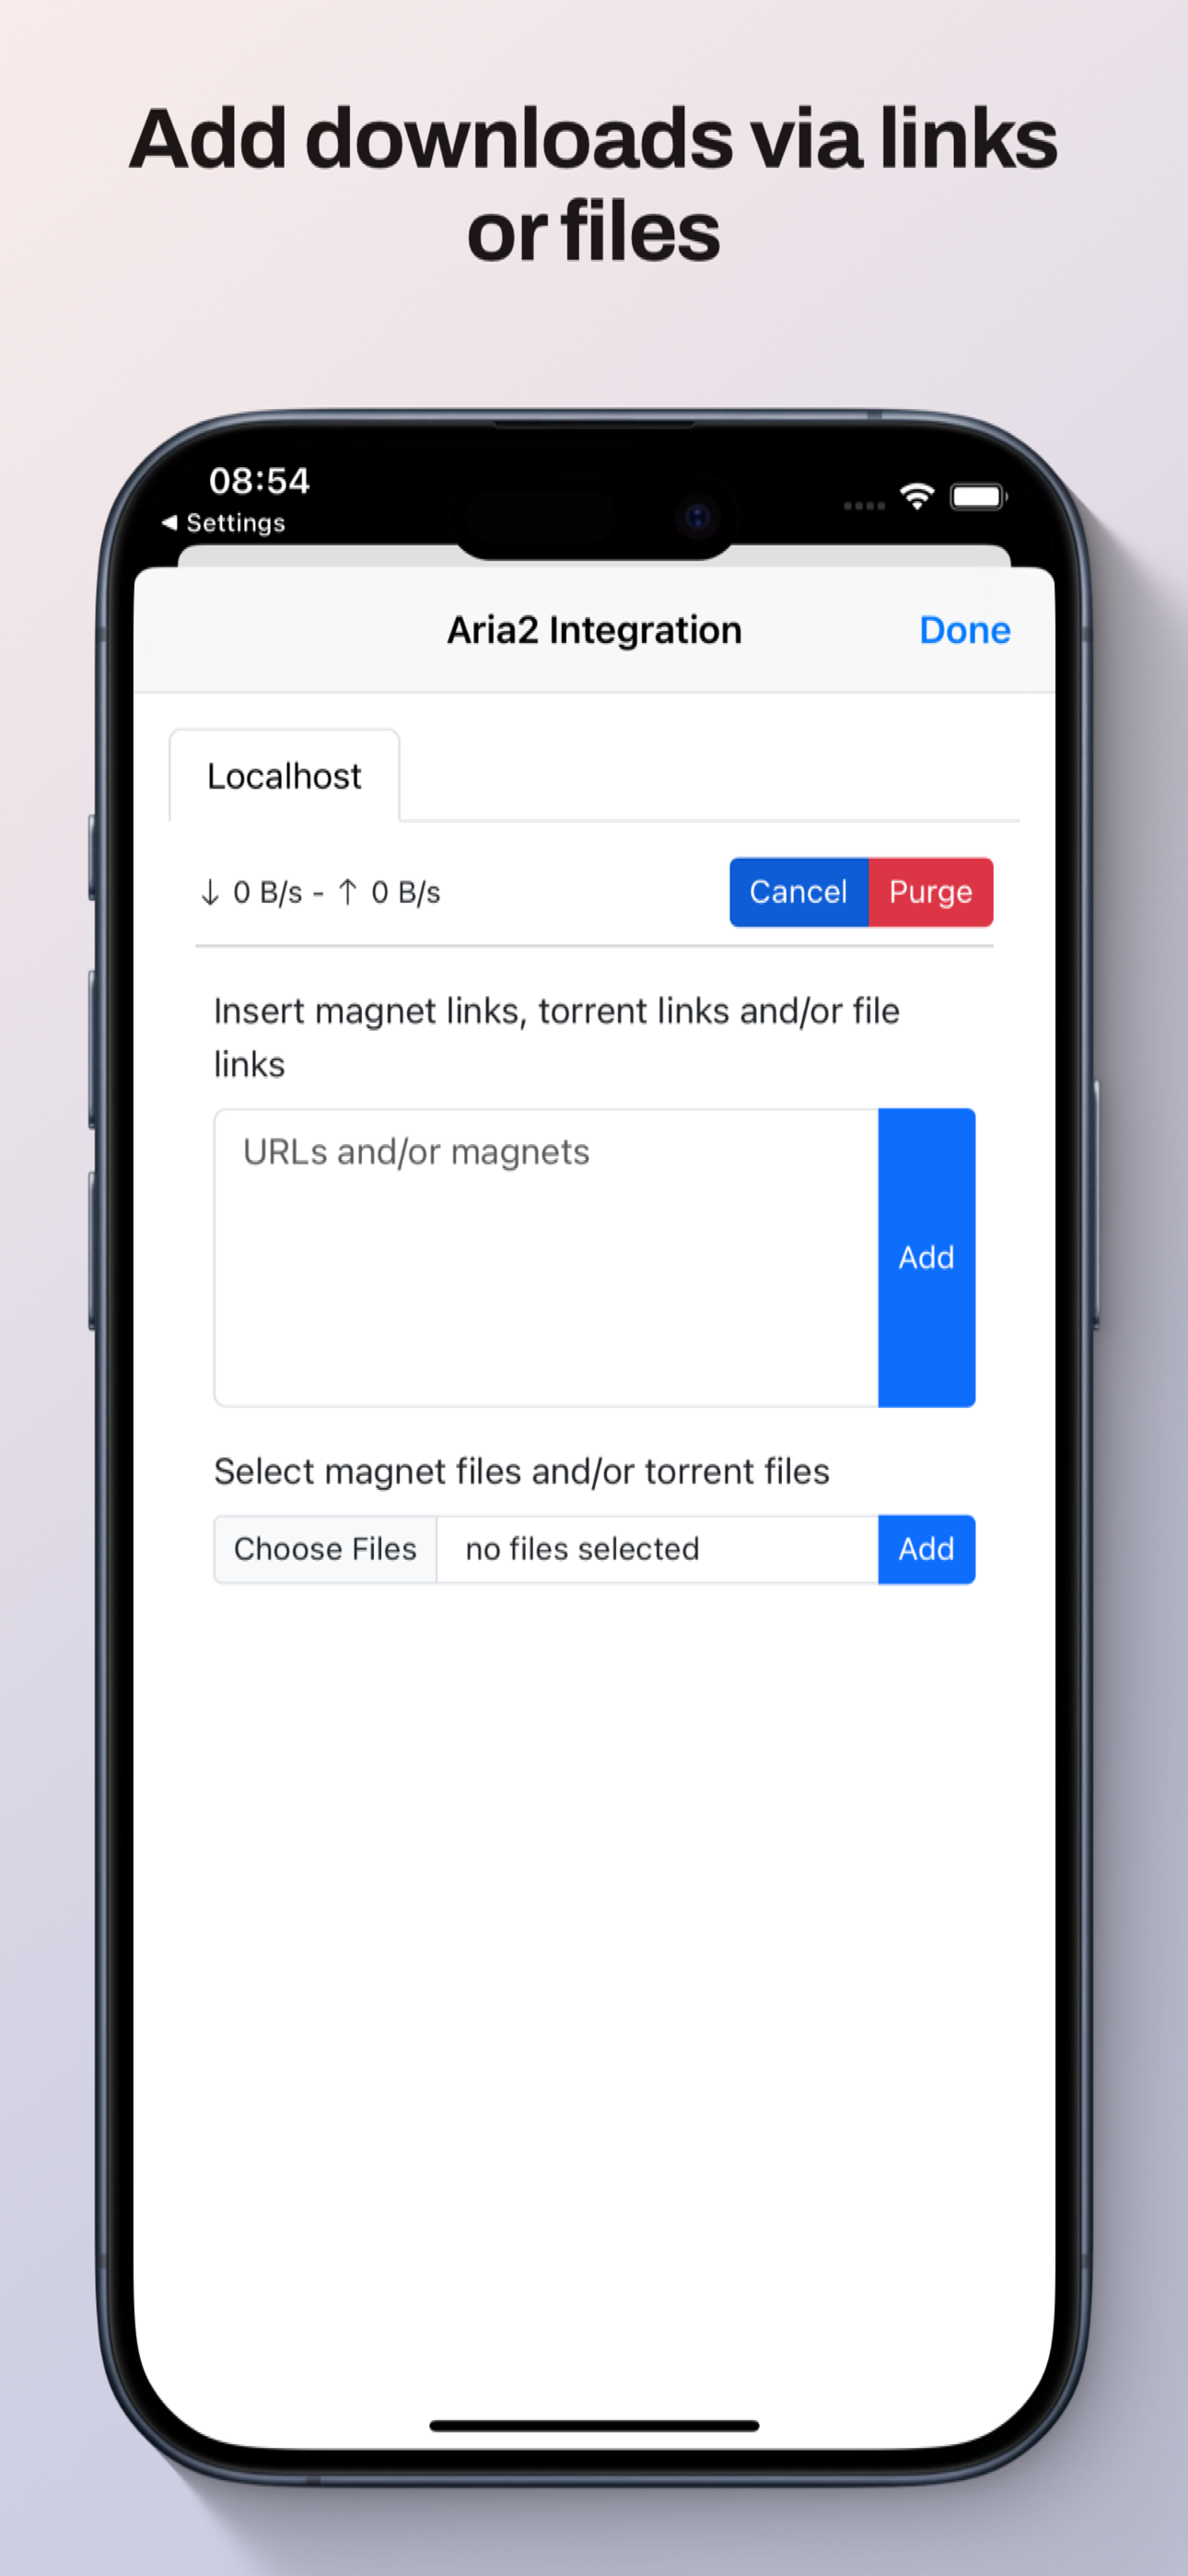 Add downloads via links
or files
08:54
◀ Settings
Aria2 Integration
Done
Localhost
↓ 0 B/s - ↑ 0 B/s
Cancel
Purge
Insert magnet links, torrent links and/or file
links
URLs and/or magnets
Add
Select magnet files and/or torrent files
Choose Files
no files selected
Add